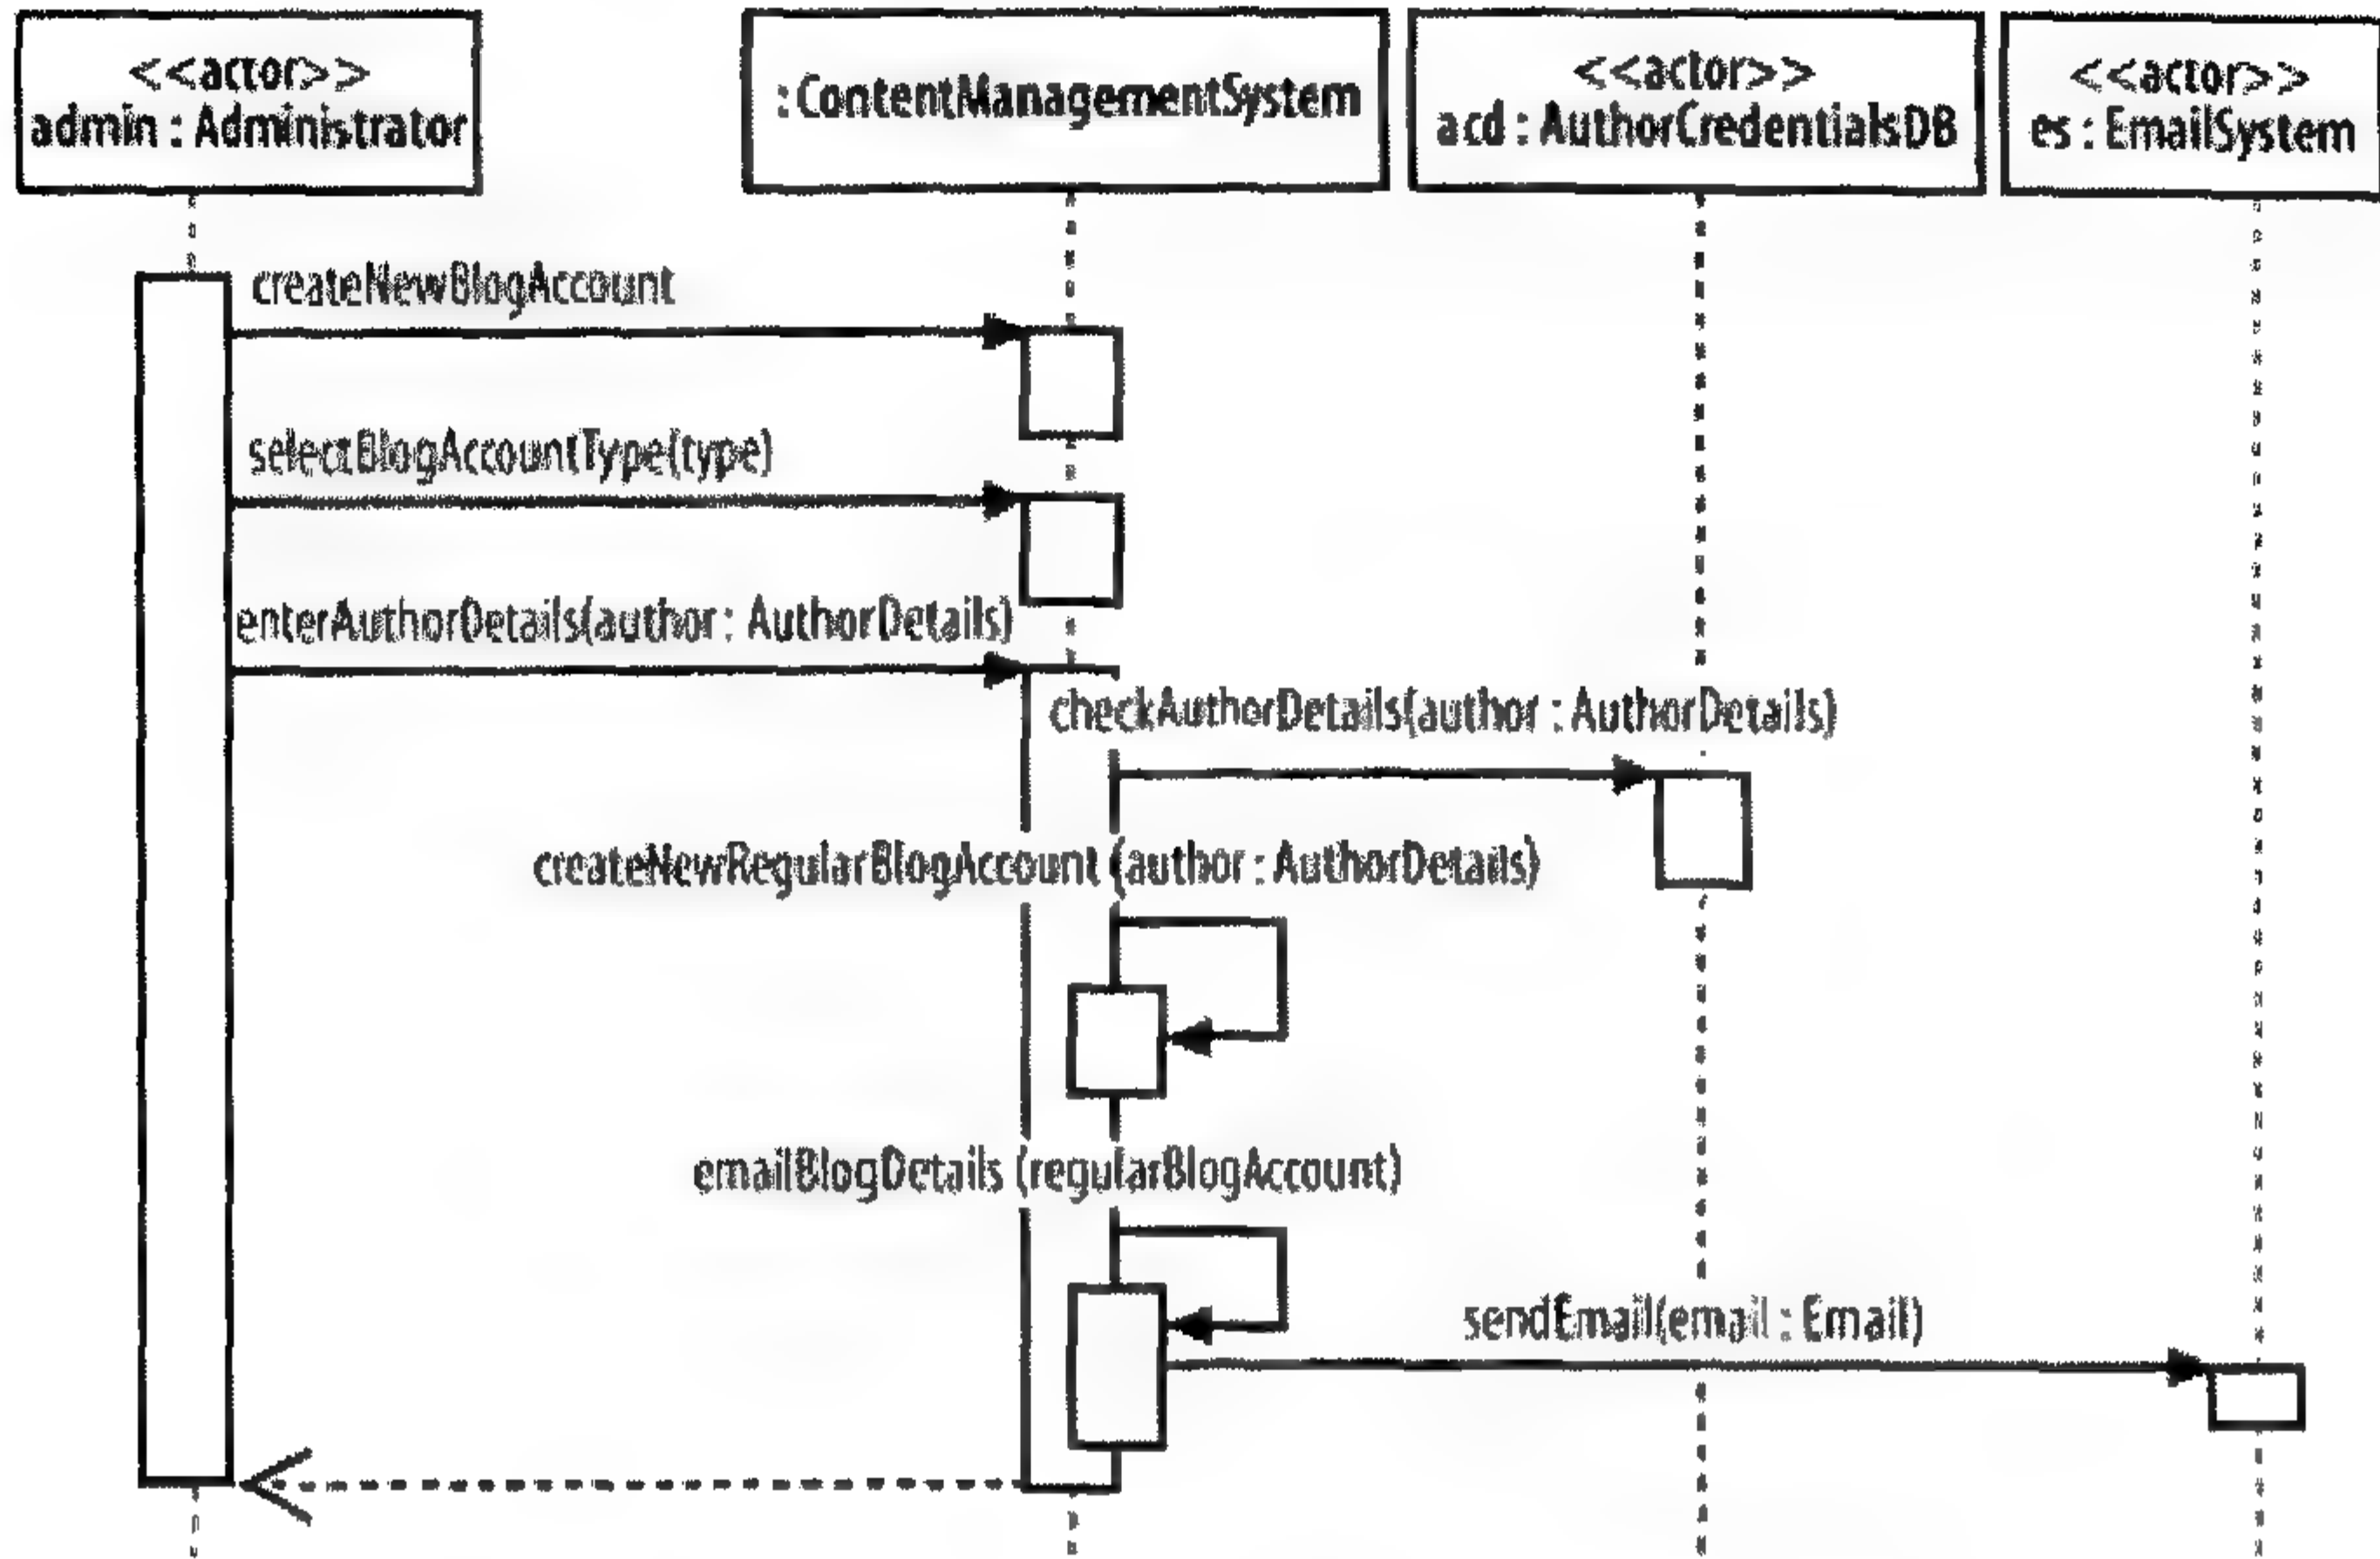 <<actor>>
admin : Administrator
: ContentManagementSystem
<<actor>>
acd : AuthorCredentialsDB
<<actor>>
es : EmailSystem
createNewBlogAccount
selectBlogAccountType(type)
enterAuthorDetails(author : AuthorDetails)
checkAuthorDetails(author : AuthorDetails)
createNewRegularBlogAccount (author : AuthorDetails)
emailBlogDetails (regularBlogAccount)
sendEmail(email : Email)